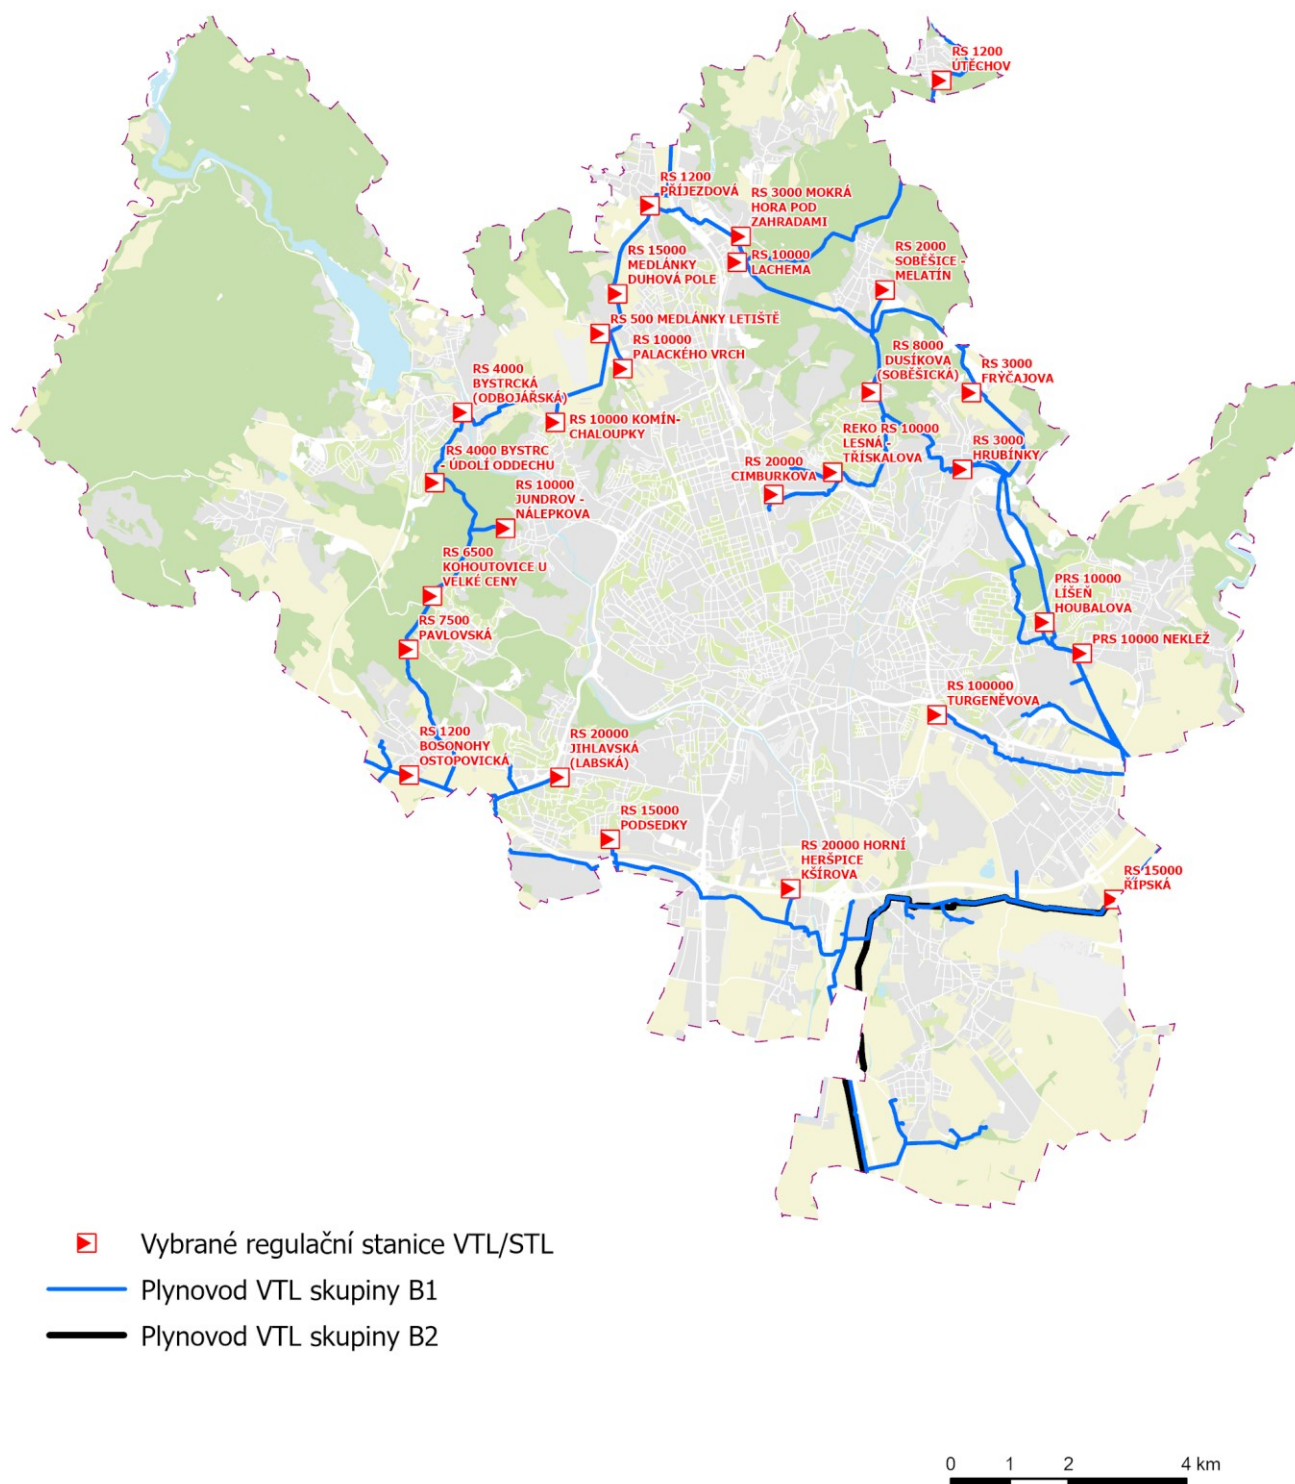 RS 1200
ÚTĚCHOV
RS 1200
PŘÍJEZDOVÁ
RS 3000 MOKRÁ
HORA POD
ZAHRADAMI
RS 15000
MEDLÁNKY
DUHOVÁ POLE
RS 10000
LACHEMA
RS 2000
SOBĚŠICE -
MELATÍN
RS 500 MEDLÁNKY LETIŠTĚ
RS 10000
PALACKÉHO VRCH
RS 8000
DUSÍKOVA
(SOBĚŠICKÁ)
RS 3000
FRÝČAJOVA
RS 4000
BYSTRCKÁ
(ODBOJÁŘSKÁ)
RS 10000 KOMÍN-
CHALOUPKY
REKO RS 10000
LESNÁ -
TŘÍSKALOVA
RS 3000
HRUBÍNKY
RS 4000 BYSTRC
- ÚDOLÍ ODDECHU
RS 20000
CIMBURKOVA
RS 10000
JUNDROV -
NÁLEPKOVA
RS 6500
KOHOUTOVICE U
VELKÉ CENY
PRS 10000
LÍŠEŇ
HOUBALOVA
RS 7500
PAVLOVSKÁ
PRS 10000 NEKLEŽ
RS 100000
TURGENĚVOVA
RS 1200
BOSONOHY
OSTOPOVICKÁ
RS 20000
JIHLAVSKÁ
(LABSKÁ)
RS 15000
PODSEDKY
RS 20000 HORNÍ
HERŠPICE
KŠÍROVA
RS 15000
ŘÍPSKÁ
Vybrané regulační stanice VTL/STL
Plynovod VTL skupiny B1
Plynovod VTL skupiny B2
0 1 2 4 km